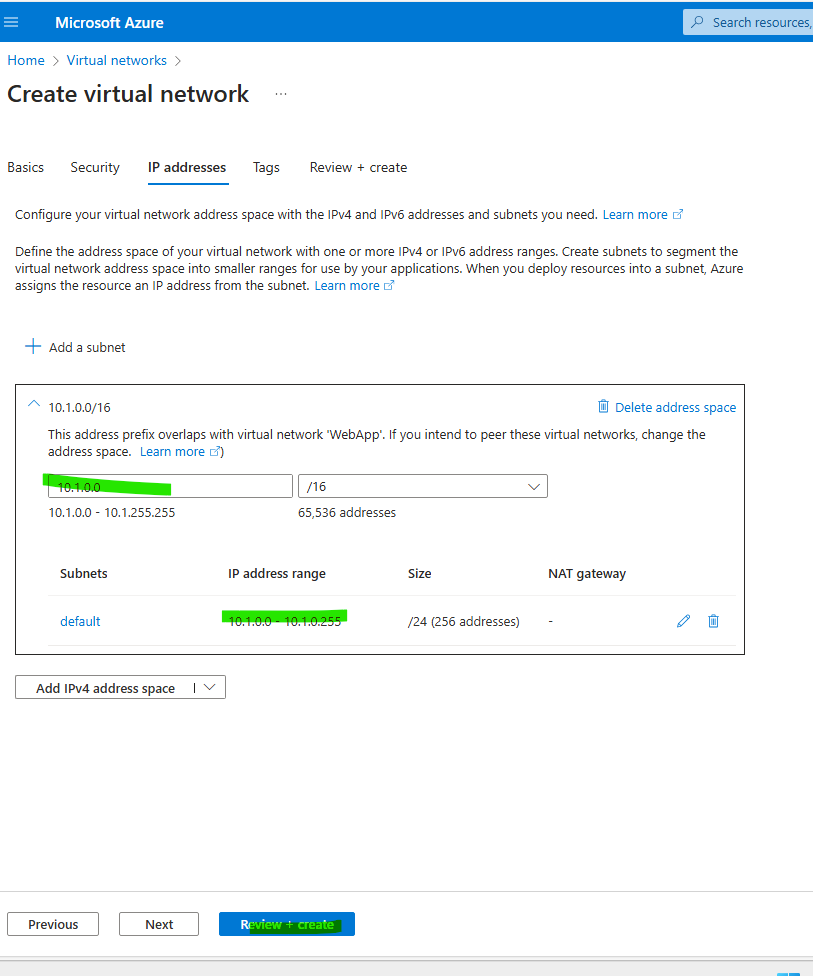 Microsoft Azure
Search resources,
Home > Virtual networks >
Create virtual network ...
Basics Security IP addresses Tags Review + create
Configure your virtual network address space with the IPv4 and IPv6 addresses and subnets you need. Learn more
Define the address space of your virtual network with one or more IPv4 or IPv6 address ranges. Create subnets to segment the
virtual network address space into smaller ranges for use by your applications. When you deploy resources into a subnet, Azure
assigns the resource an IP address from the subnet. Learn more
+ Add a subnet
10.1.0.0/16 Delete address space
This address prefix overlaps with virtual network 'WebApp'. If you intend to peer these virtual networks, change the
address space. Learn more )
10.1.0.0 /16
10.1.0.0 - 10.1.255.255 65,536 addresses
Subnets IP address range Size NAT gateway
default 10.1.0.0 - 10.1.0.255 /24 (256 addresses) -
Add IPv4 address space |
Previous Next Review + create